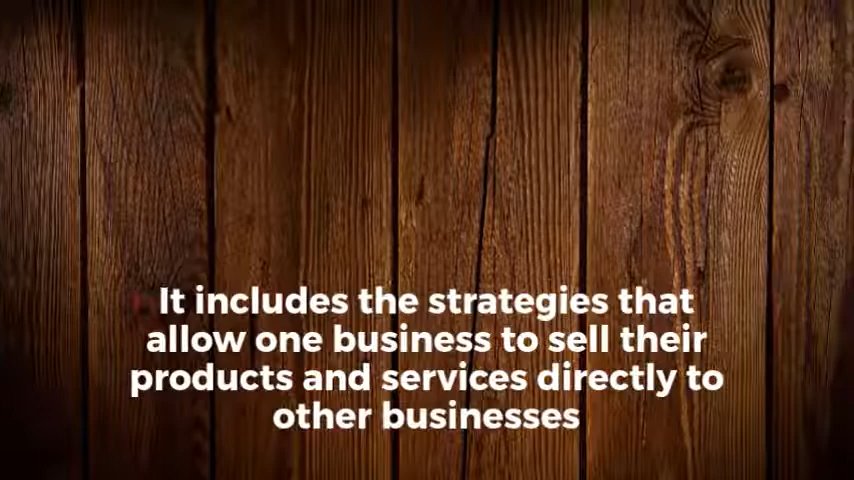 It includes the strategies that
allow one business to sell their
products and services directly to
other businesses